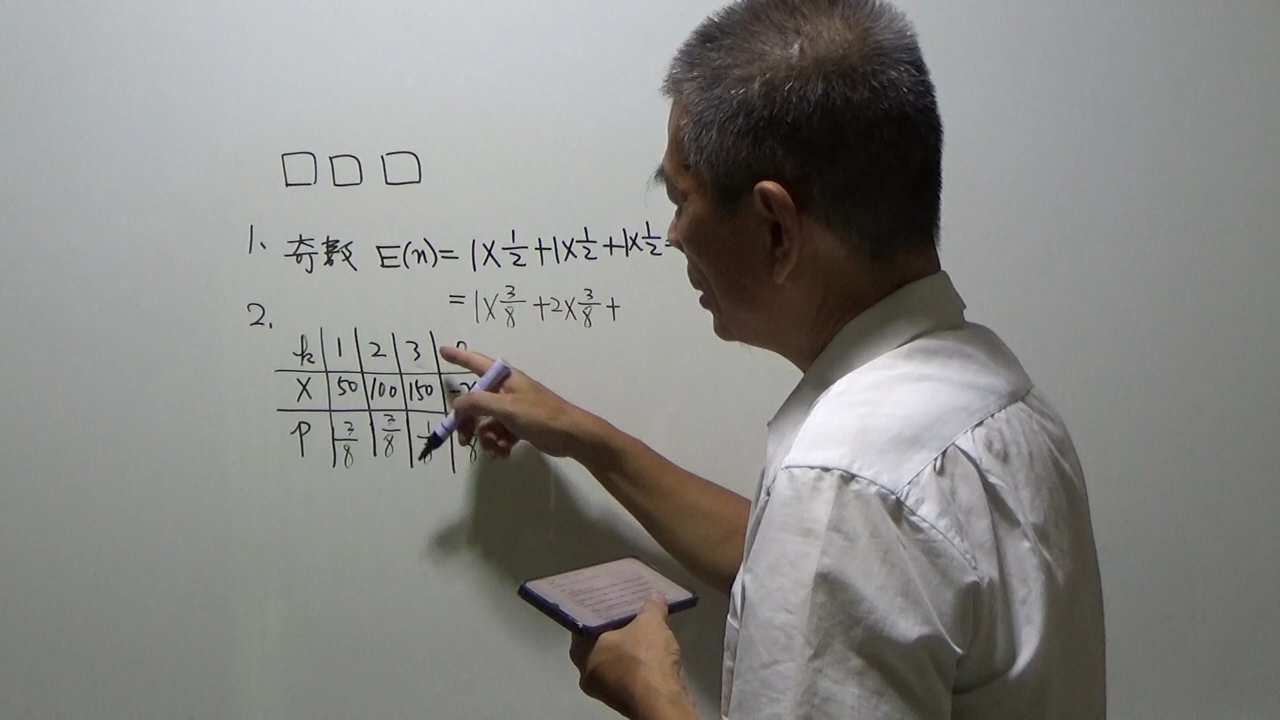 1、奇數 E(n)=1×1/2+1×1/2+1×1/2=
=1×3/8+2×3/8+
2.
k 1 2 3
X 50 100 150
P 3/8 3/8